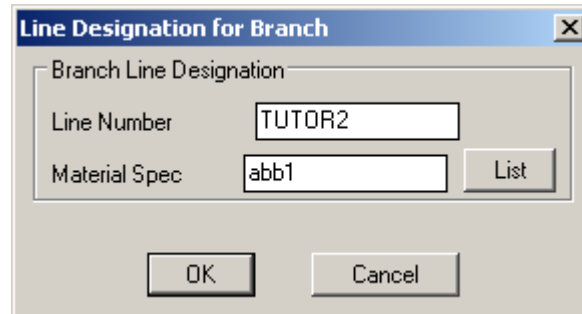 Line Designation for Branch
Branch Line Designation
Line Number TUTOR2
Material Spec abb1 List
OK Cancel